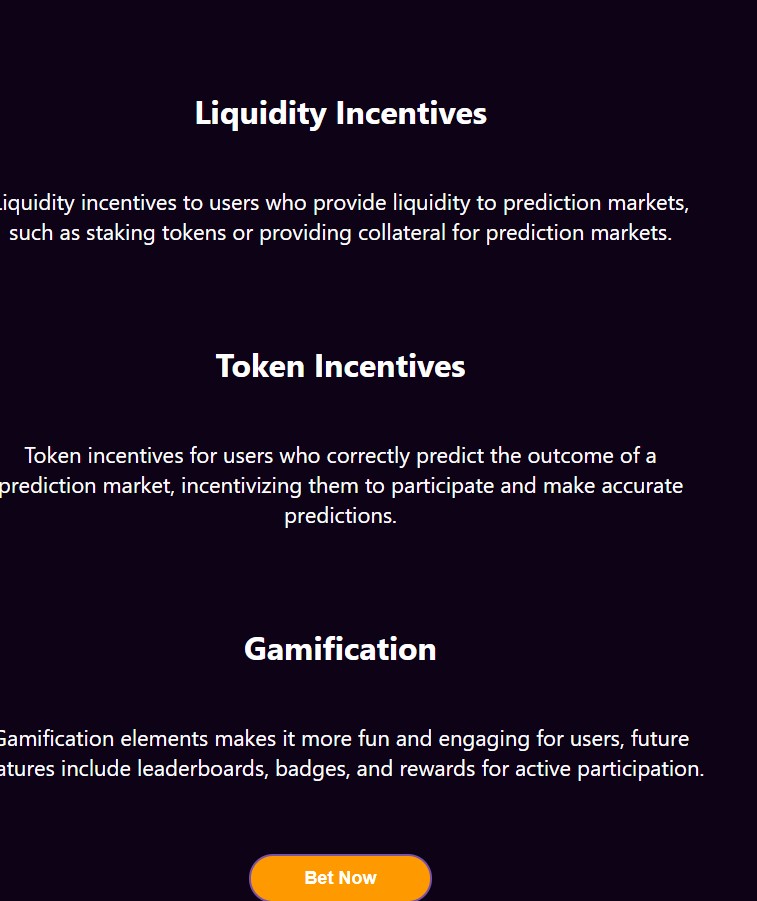 Liquidity Incentives
Liquidity incentives to users who provide liquidity to prediction markets,
such as staking tokens or providing collateral for prediction markets.
Token Incentives
Token incentives for users who correctly predict the outcome of a
prediction market, incentivizing them to participate and make accurate
predictions.
Gamification
Gamification elements makes it more fun and engaging for users, future
atures include leaderboards, badges, and rewards for active participation.
Bet Now